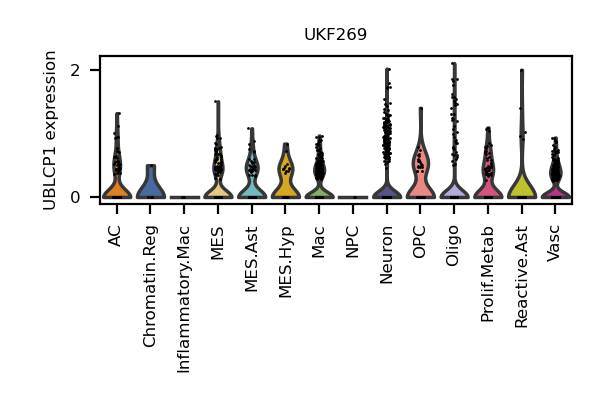 UKF269
UBLCP1 expression
2
0
AC
Chromatin.Reg
Inflammatory.Mac
MES
MES.Ast
MES.Hyp
Mac
NPC
Neuron
OPC
Oligo
Prolif.Metab
Reactive.Ast
Vasc